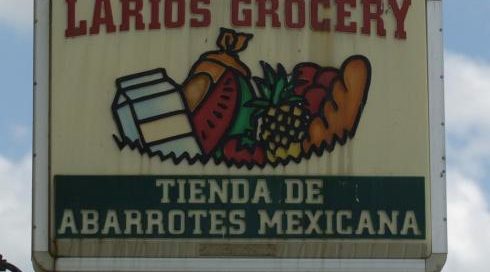 LARIOS GROCERY
TIENDA DE
ABARROTES MEXICANA